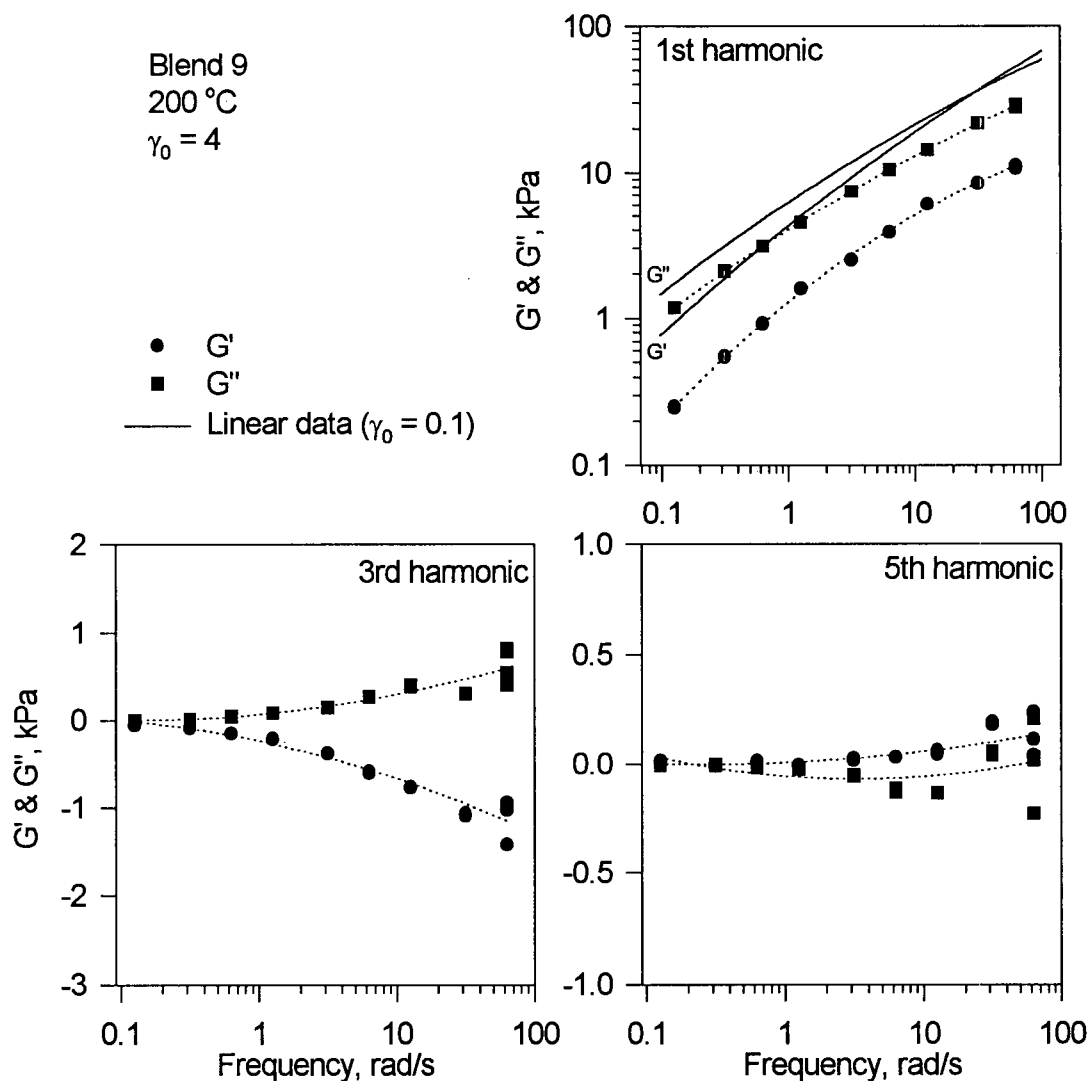 Blend 9
200 °C
γ₀ = 4
G'
G"
Linear data (γ₀ = 0.1)
1st harmonic
G' & G", kPa
100
10
1
0.1
G"
G'
0.1 1 10 100
3rd harmonic
G' & G", kPa
2
1
0
-1
-2
-3
0.1 1 10 100
Frequency, rad/s
5th harmonic
1.0
0.5
0.0
-0.5
-1.0
0.1 1 10 100
Frequency, rad/s